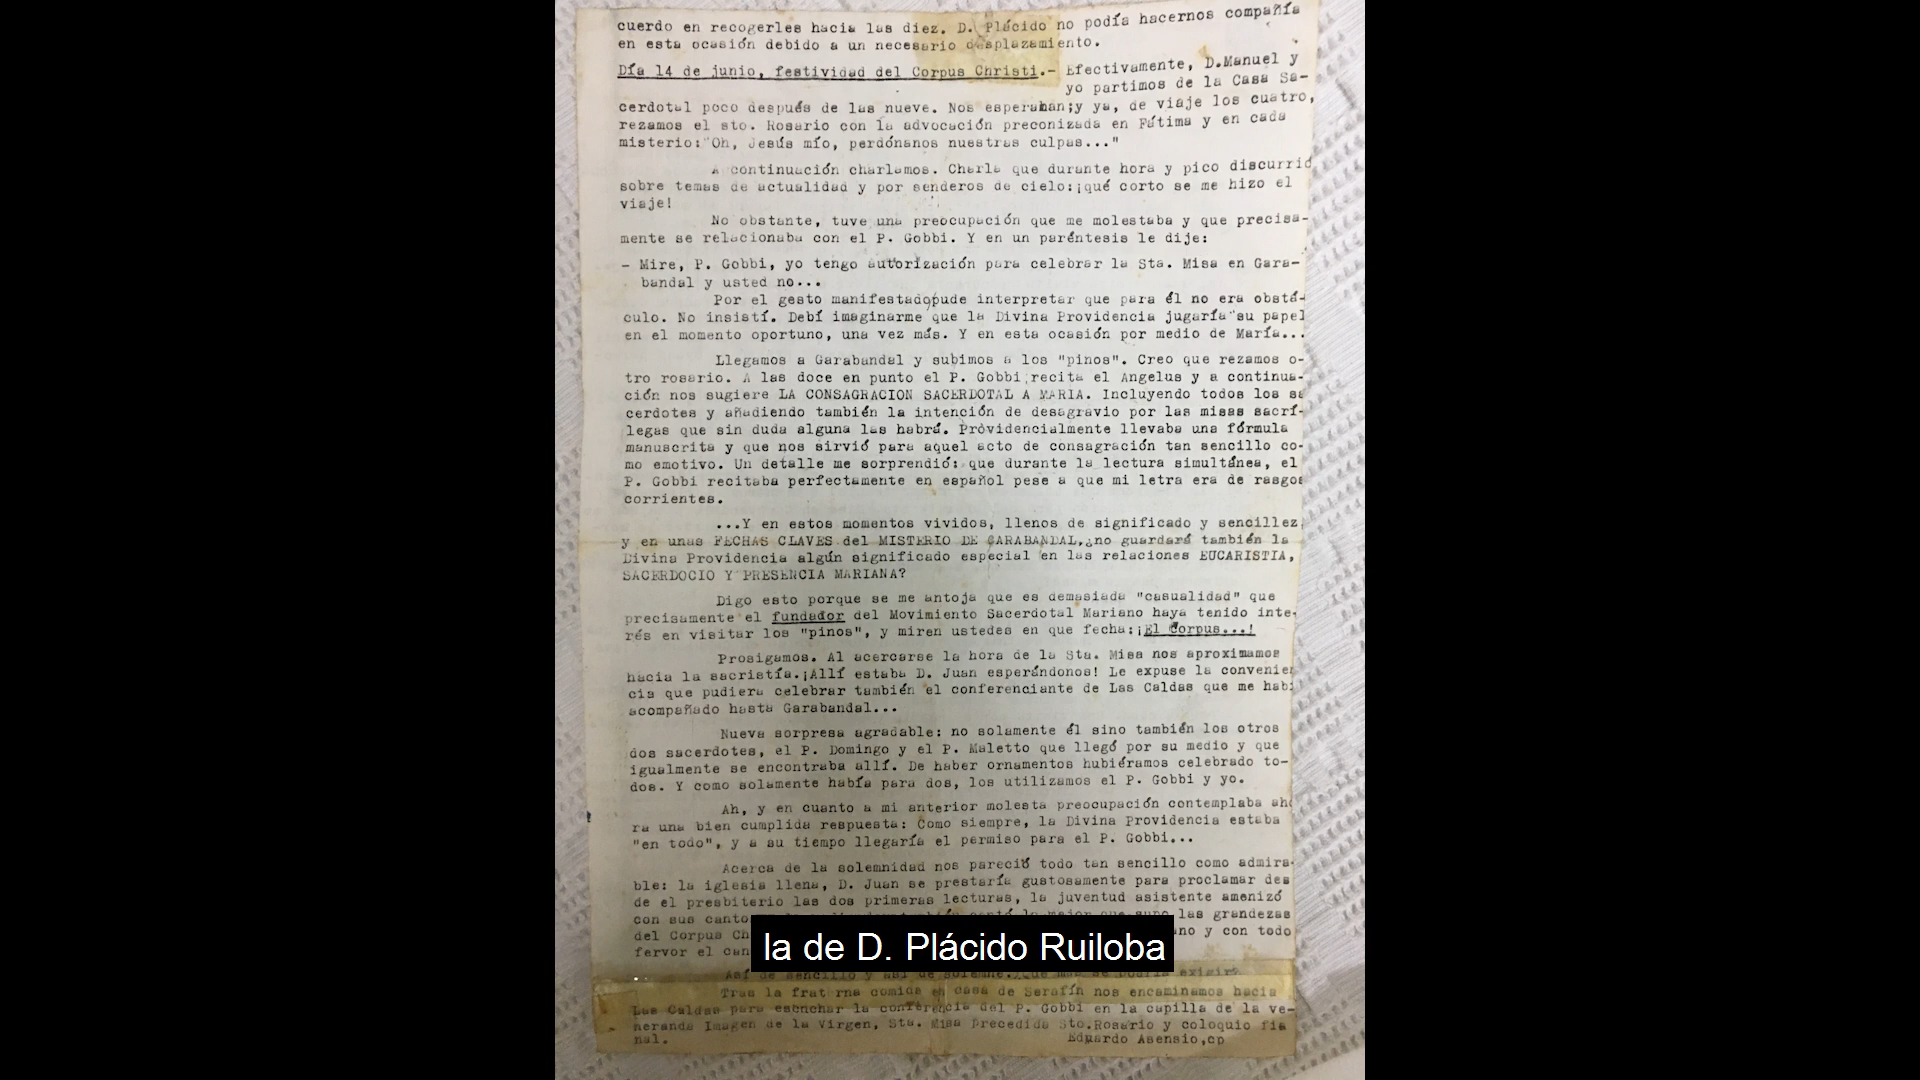 cuerdo en recogerles hacia las diez. D. Plácido no podía hacernos compañía
en esta ocasión debido a un necesario desplazamiento.
Día 14 de junio, festividad del Corpus Christi.- Efectivamente, D.Manuel y
yo partimos de la Casa Sa-
cerdotal poco después de las nueve. Nos esperaban;y ya, de viaje los cuatro,
rezamos el sto. Rosario con la advocación preconizada en Fátima y en cada
misterio:"Oh, Jesús mío, perdónanos nuestras culpas..."
A continuación charlamos. Charla que durante hora y pico discurrió
sobre temas de actualidad y por senderos de cielo:¡qué corto se me hizo el
viaje!
No obstante, tuve una preocupación que me molestaba y que precisa-
mente se relacionaba con el P. Gobbi. Y en un paréntesis le dije:
- Mire, P. Gobbi, yo tengo autorización para celebrar la Sta. Misa en Gara-
bandal y usted no...
Por el gesto manifestado,pude interpretar que para él no era obstá-
culo. No insistí. Debí imaginarme que la Divina Providencia jugaría su papel
en el momento oportuno, una vez más. Y en esta ocasión por medio de María...
Llegamos a Garabandal y subimos a los "pinos". Creo que rezamos o-
tro rosario. A las doce en punto el P. Gobbi recita el Angelus y a continua-
ción nos sugiere LA CONSAGRACION SACERDOTAL A MARIA. Incluyendo todos los sa
cerdotes y añadiendo también la intención de desagravio por las misas sacrí-
legas que sin duda alguna las habrá. Providencialmente llevaba una fórmula
manuscrita y que nos sirvió para aquel acto de consagración tan sencillo co-
mo emotivo. Un detalle me sorprendió: que durante la lectura simultánea, el
P. Gobbi recitaba perfectamente en español pese a que mi letra era de rasgos
corrientes.
...Y en estos momentos vividos, llenos de significado y sencillez,
y en unas FECHAS CLAVES del MISTERIO DE GARABANDAL,¿no guardará también la
Divina Providencia algún significado especial en las relaciones EUCARISTIA,
SACERDOCIO Y PRESENCIA MARIANA?
Digo esto porque se me antoja que es demasiada "casualidad" que
precisamente el fundador del Movimiento Sacerdotal Mariano haya tenido inte-
rés en visitar los "pinos", y miren ustedes en que fecha:¡El Corpus...!
Prosigamos. Al acercarse la hora de la Sta. Misa nos aproximamos
hacia la sacristía.¡Allí estaba D. Juan esperándonos! Le expuse la convenien
cia que pudiera celebrar también el conferenciante de Las Caldas que me habí
acompañado hasta Garabandal...
Nueva sorpresa agradable: no solamente él sino también los otros
dos sacerdotes, el P. Domingo y el P. Maletto que llegó por su medio y que
igualmente se encontraba allí. De haber ornamentos hubiéramos celebrado to-
dos. Y como solamente había para dos, los utilizamos el P. Gobbi y yo.
Ah, y en cuanto a mi anterior molesta preocupación contemplaba aho
ra una bien cumplida respuesta: Como siempre, la Divina Providencia estaba
"en todo", y a su tiempo llegaría el permiso para el P. Gobbi...
Acerca de la solemnidad nos pareció todo tan sencillo como admira-
ble: la iglesia llena, D. Juan se prestaría gustosamente para proclamar des
de el presbiterio las dos primeras lecturas, la juventud asistente amenizó
con sus canto las grandezas
del Corpus Ch no y con todo
fervor el can
la de D. Plácido Ruiloba
Así de sencillo y así de solemne.
Tras la fraterna comida en casa de Serafín nos encaminamos hacia
Las Caldas para escuchar la conferencia del P. Gobbi en la capilla de la ve-
neranda Imagen de la Virgen, Sta. Misa Precedida Sto.Rosario y coloquio fi
nal.
Eduardo Asensio,cp